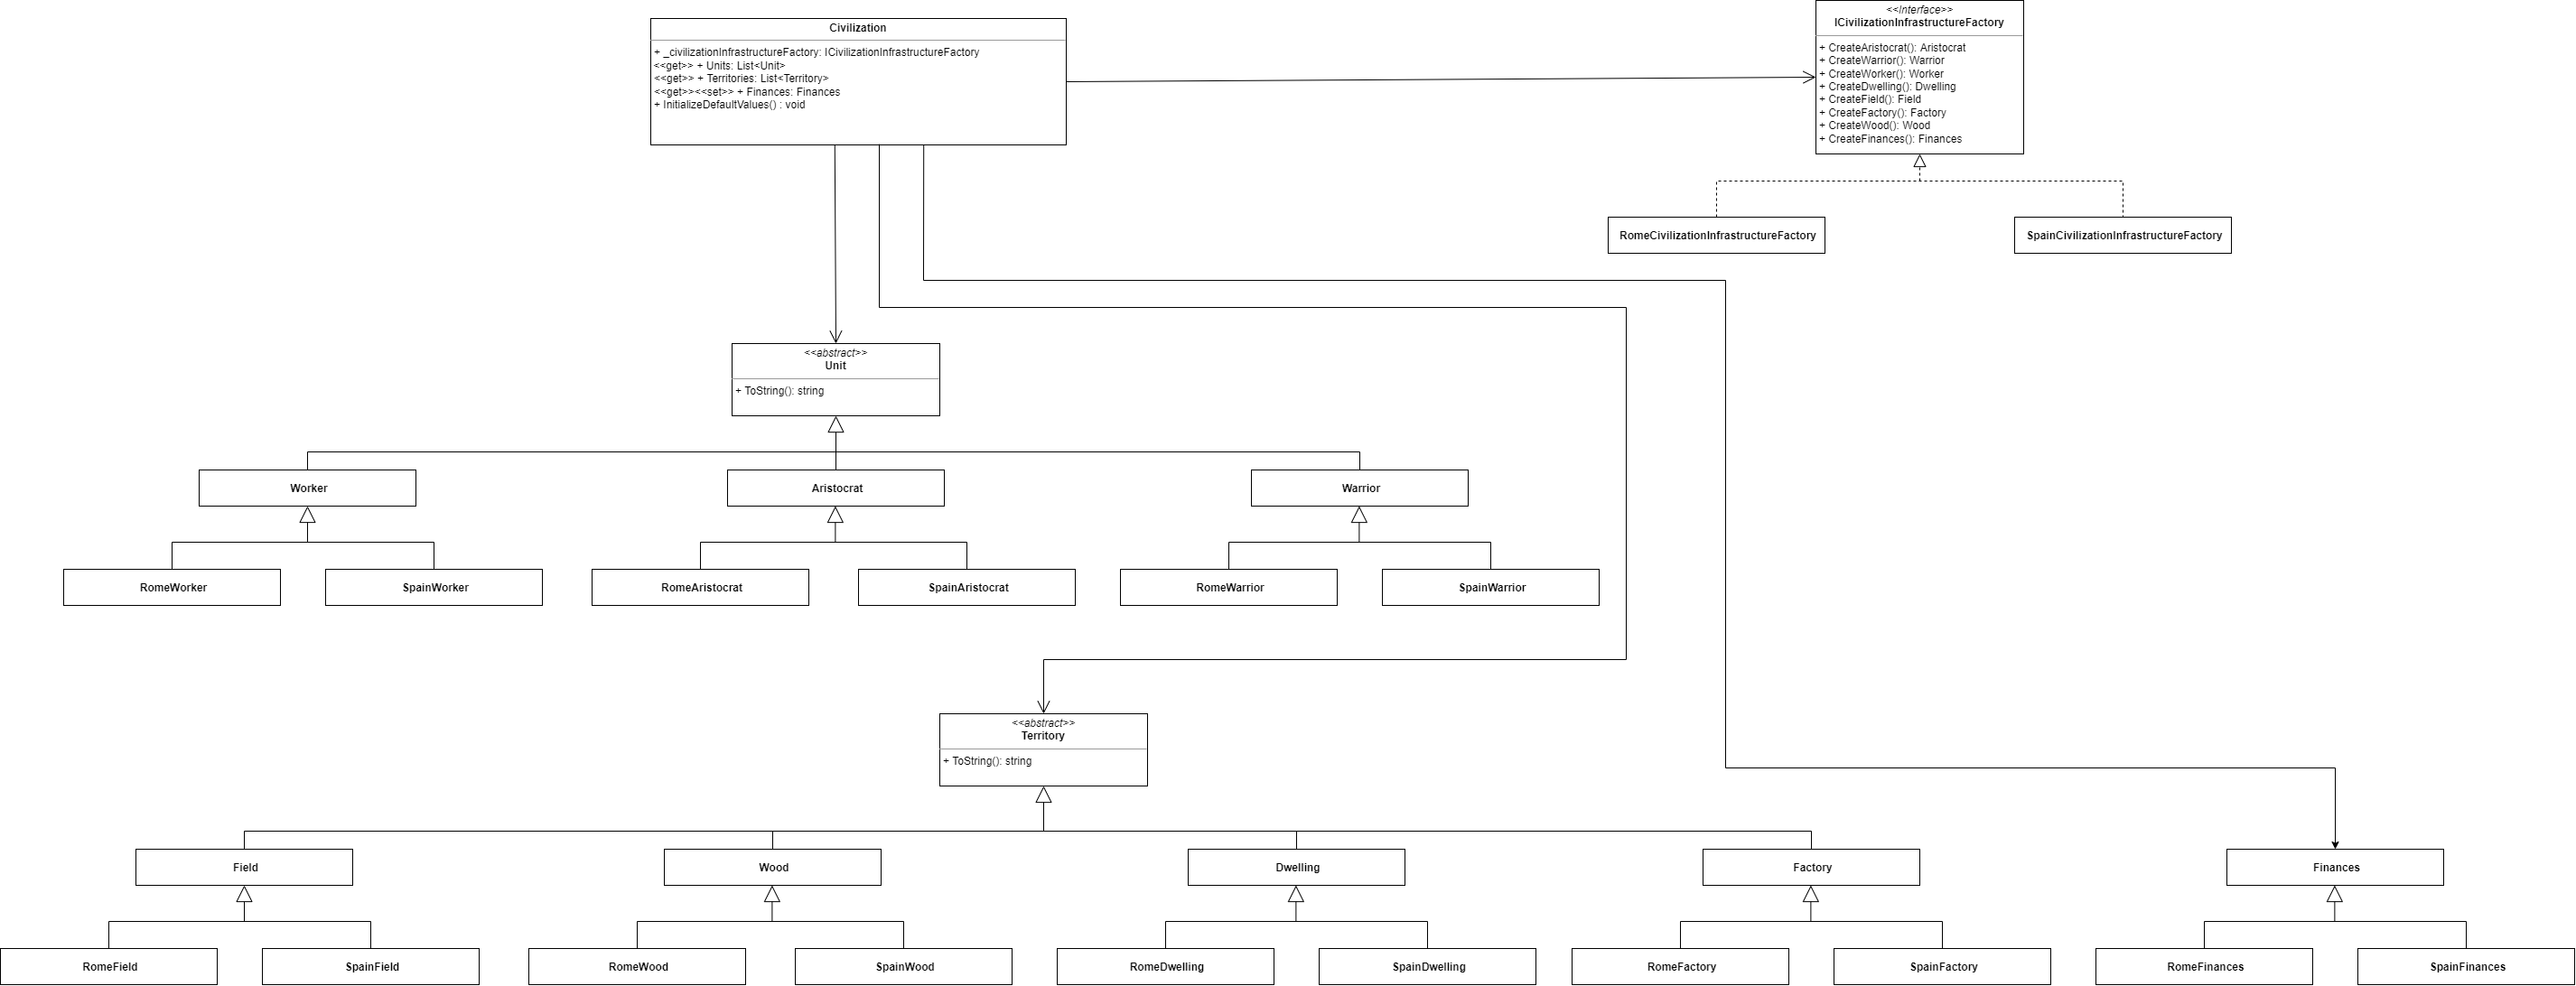 Civilization
+ _civilizationInfrastructureFactory: ICivilizationInfrastructureFactory
<<get>> + Units: List<Unit>
<<get>> + Territories: List<Territory>
<<get>><<set>> + Finances: Finances
+ InitializeDefaultValues() : void
<<Interface>>
ICivilizationInfrastructureFactory
+ CreateAristocrat(): Aristocrat
+ CreateWarrior(): Warrior
+ CreateWorker(): Worker
+ CreateDwelling(): Dwelling
+ CreateField(): Field
+ CreateFactory(): Factory
+ CreateWood(): Wood
+ CreateFinances(): Finances
RomeCivilizationInfrastructureFactory
SpainCivilizationInfrastructureFactory
<<abstract>>
Unit
+ ToString(): string
Worker
Aristocrat
Warrior
RomeWorker
SpainWorker
RomeAristocrat
SpainAristocrat
RomeWarrior
SpainWarrior
<<abstract>>
Territory
+ ToString(): string
Field
Wood
Dwelling
Factory
Finances
RomeField
SpainField
RomeWood
SpainWood
RomeDwelling
SpainDwelling
RomeFactory
SpainFactory
RomeFinances
SpainFinances